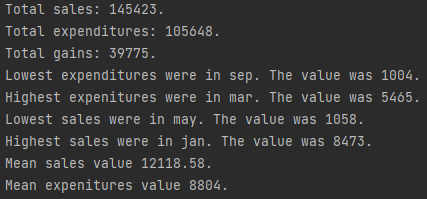 Total sales: 145423.
Total expenditures: 105648.
Total gains: 39775.
Lowest expenditures were in sep. The value was 1004.
Highest expenitures were in mar. The value was 5465.
Lowest sales were in may. The value was 1058.
Highest sales were in jan. The value was 8473.
Mean sales value 12118.58.
Mean expenitures value 8804.